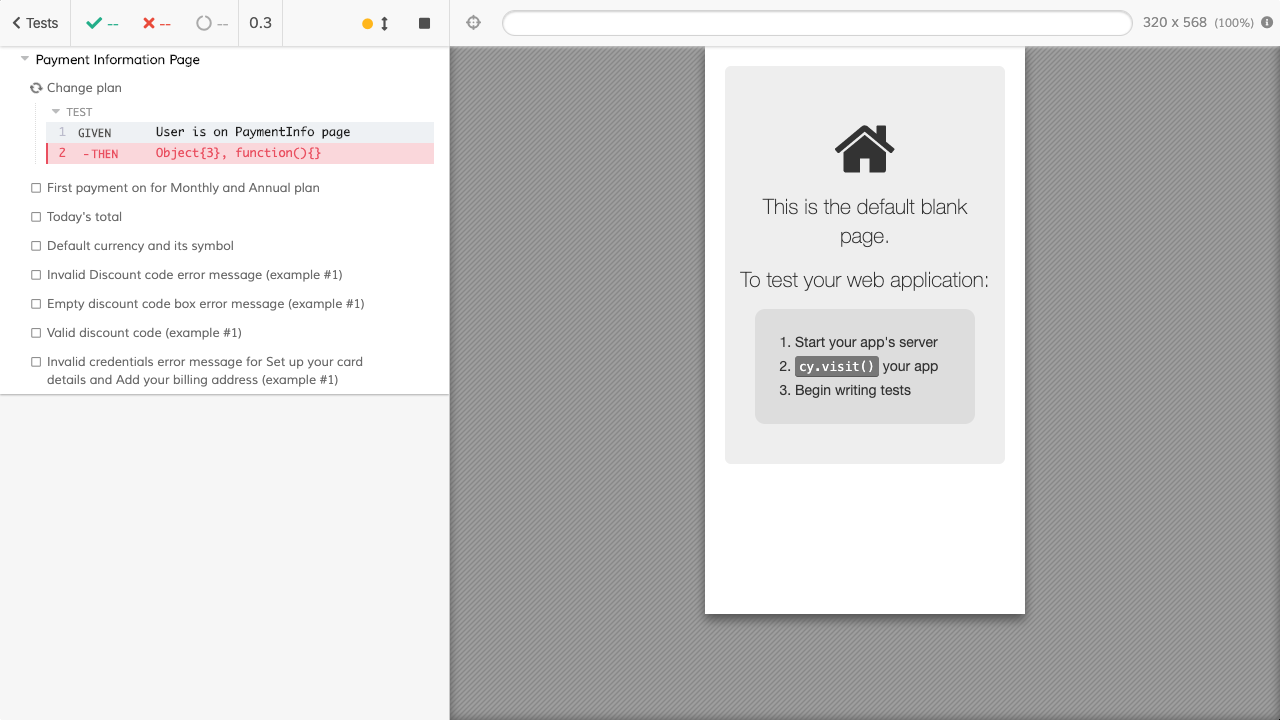 Tests
--
--
--
0.3
320 x 568 (100%)
Payment Information Page
Change plan
TEST
1 GIVEN User is on PaymentInfo page
2 -THEN Object{3}, function(){}
First payment on for Monthly and Annual plan
Today's total
Default currency and its symbol
Invalid Discount code error message (example #1)
Empty discount code box error message (example #1)
Valid discount code (example #1)
Invalid credentials error message for Set up your card
details and Add your billing address (example #1)
This is the default blank
page.
To test your web application:
1. Start your app's server
2. cy.visit() your app
3. Begin writing tests